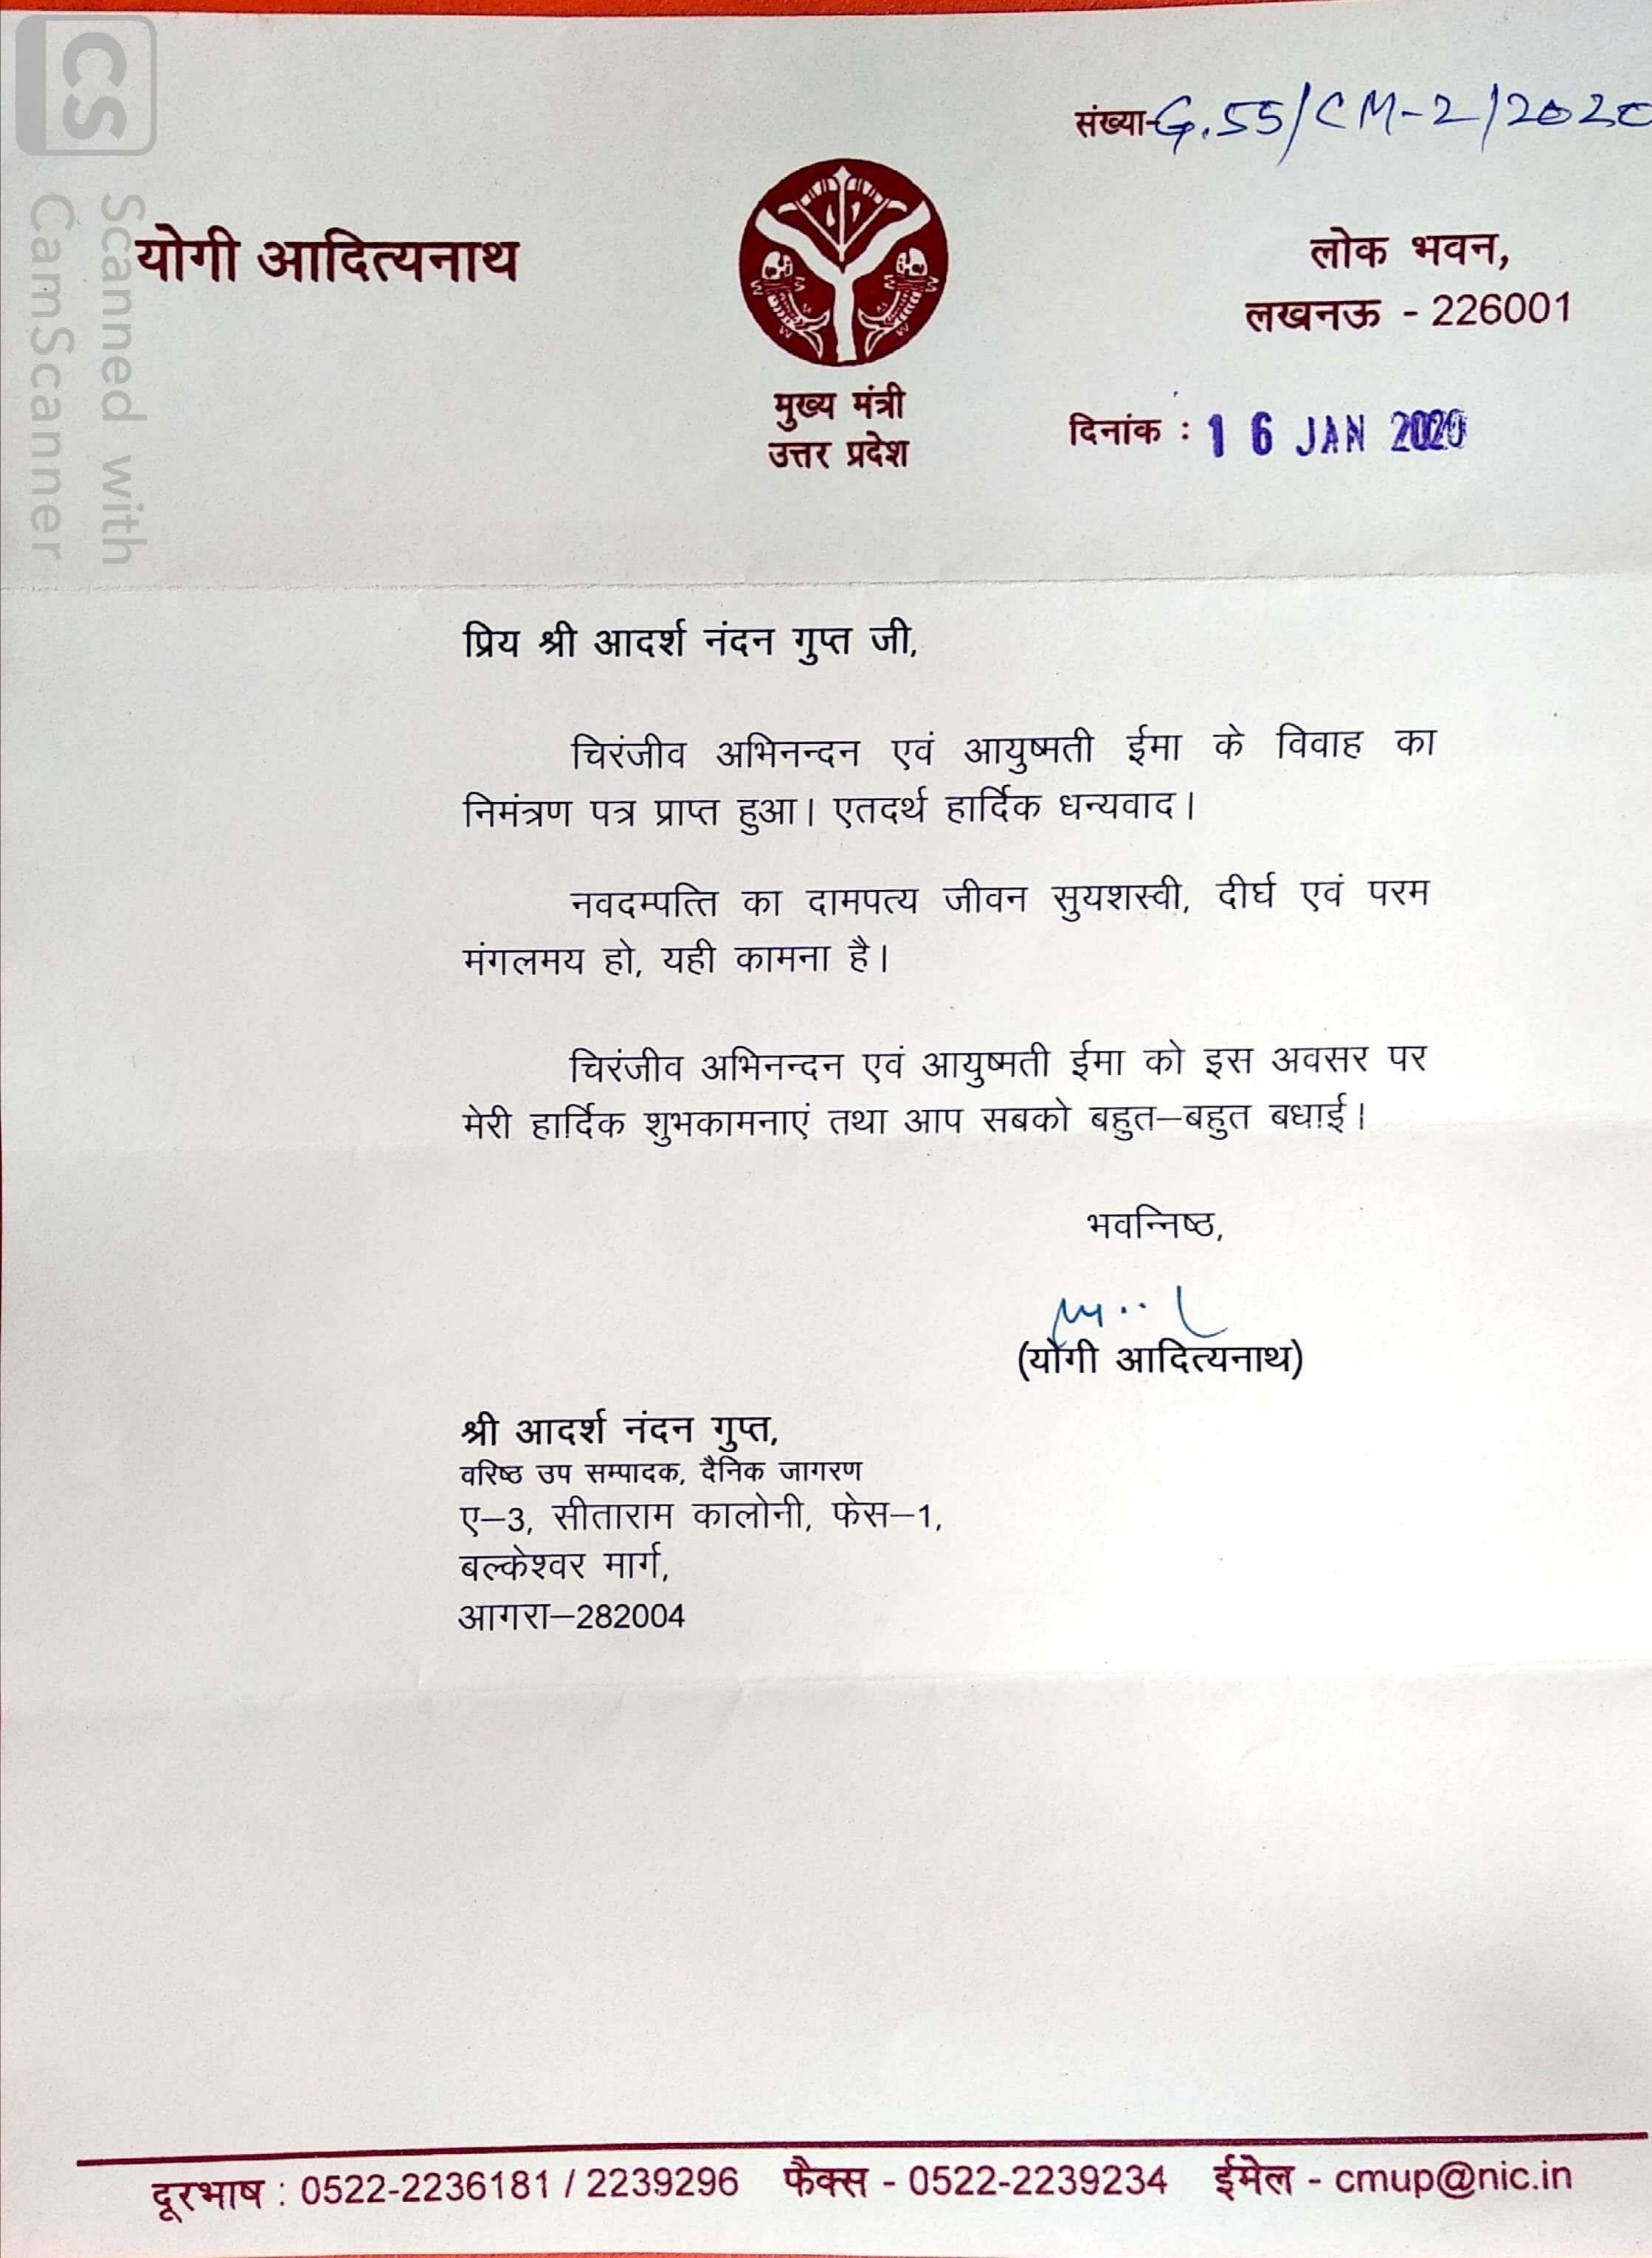 CS
Scanned with
CamScanner
संख्या-G.55/CM-2/2020
योगी आदित्यनाथ
मुख्य मंत्री
उत्तर प्रदेश
लोक भवन,
लखनऊ - 226001
दिनांक : 16 JAN 2020
प्रिय श्री आदर्श नंदन गुप्त जी,
चिरंजीव अभिनन्दन एवं आयुष्मती ईमा के विवाह का
निमंत्रण पत्र प्राप्त हुआ। एतदर्थ हार्दिक धन्यवाद।
नवदम्पत्ति का दामपत्य जीवन सुयशस्वी, दीर्घ एवं परम
मंगलमय हो, यही कामना है।
चिरंजीव अभिनन्दन एवं आयुष्मती ईमा को इस अवसर पर
मेरी हार्दिक शुभकामनाएं तथा आप सबको बहुत–बहुत बधाई।
भवन्निष्ठ,
(योगी आदित्यनाथ)
श्री आदर्श नंदन गुप्त,
वरिष्ठ उप सम्पादक, दैनिक जागरण
ए–3, सीताराम कालोनी, फेस–1,
बल्केश्वर मार्ग,
आगरा–282004
दूरभाष : 0522-2236181 / 2239296 फैक्स - 0522-2239234 ईमेल - cmup@nic.in